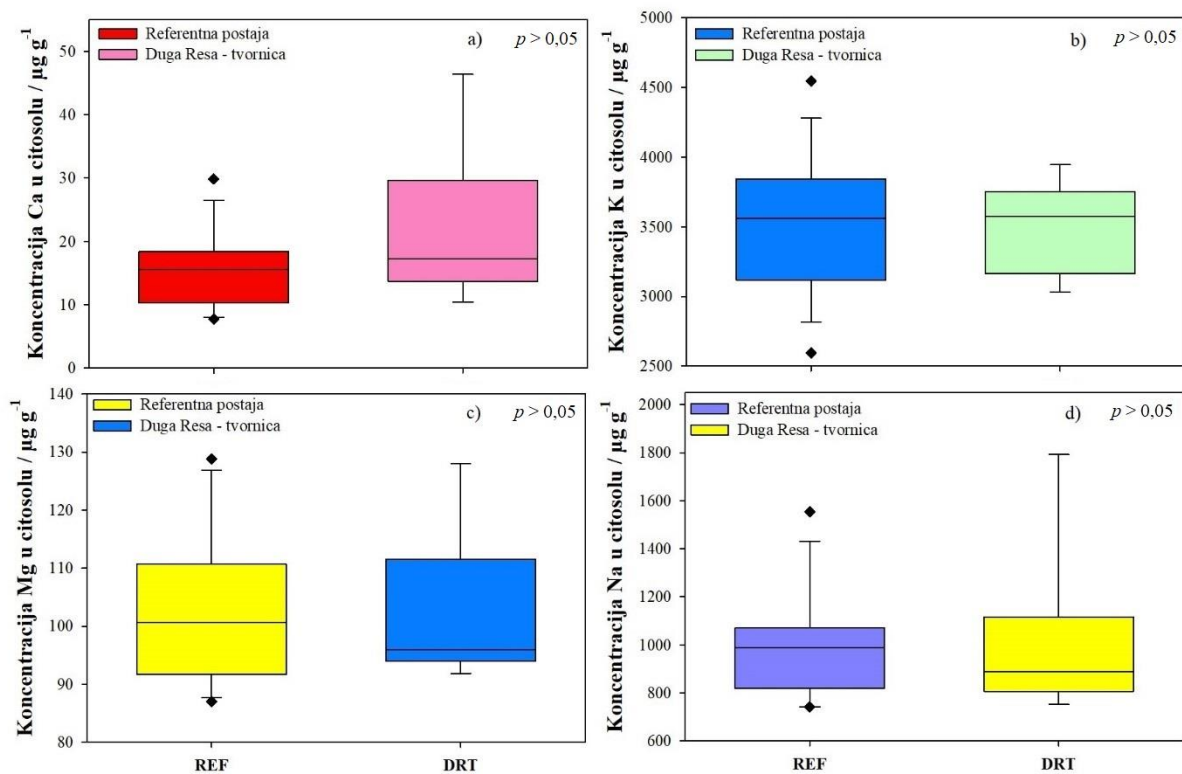 Koncentracija Ca u citosolu / µg g⁻¹
Referentna postaja
Duga Resa - tvornica
a)
p > 0,05
50
40
30
20
10
0
Koncentracija K u citosolu / µg g⁻¹
Referentna postaja
Duga Resa - tvornica
b)
p > 0,05
5000
4500
4000
3500
3000
2500
Koncentracija Mg u citosolu / µg g⁻¹
Referentna postaja
Duga Resa - tvornica
c)
p > 0,05
140
130
120
110
100
90
80
REF
DRT
Koncentracija Na u citosolu / µg g⁻¹
Referentna postaja
Duga Resa - tvornica
d)
p > 0,05
2000
1800
1600
1400
1200
1000
800
600
REF
DRT